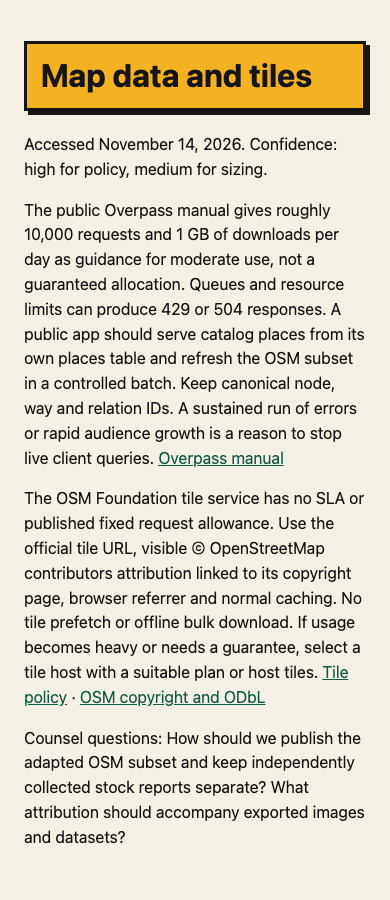 Map data and tiles
Accessed November 14, 2026. Confidence:
high for policy, medium for sizing.
The public Overpass manual gives roughly
10,000 requests and 1 GB of downloads per
day as guidance for moderate use, not a
guaranteed allocation. Queues and resource
limits can produce 429 or 504 responses. A
public app should serve catalog places from its
own places table and refresh the OSM subset
in a controlled batch. Keep canonical node,
way and relation IDs. A sustained run of errors
or rapid audience growth is a reason to stop
live client queries. Overpass manual
The OSM Foundation tile service has no SLA or
published fixed request allowance. Use the
official tile URL, visible © OpenStreetMap
contributors attribution linked to its copyright
page, browser referrer and normal caching. No
tile prefetch or offline bulk download. If usage
becomes heavy or needs a guarantee, select a
tile host with a suitable plan or host tiles. Tile
policy · OSM copyright and ODbL
Counsel questions: How should we publish the
adapted OSM subset and keep independently
collected stock reports separate? What
attribution should accompany exported images
and datasets?